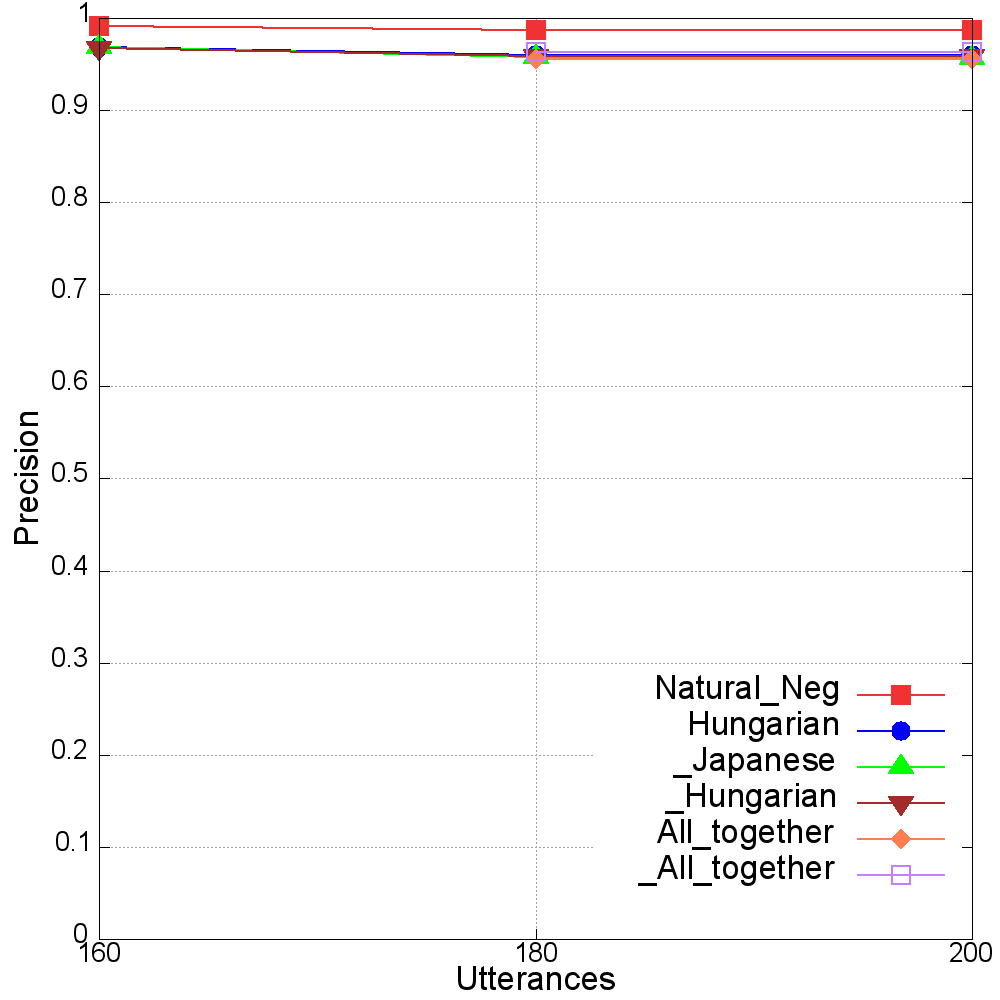 1
0.9
0.8
0.7
0.6
0.5
0.4
0.3
0.2
0.1
0
Precision
160
180
200
Utterances
Natural_Neg
Hungarian
_Japanese
_Hungarian
All_together
_All_together